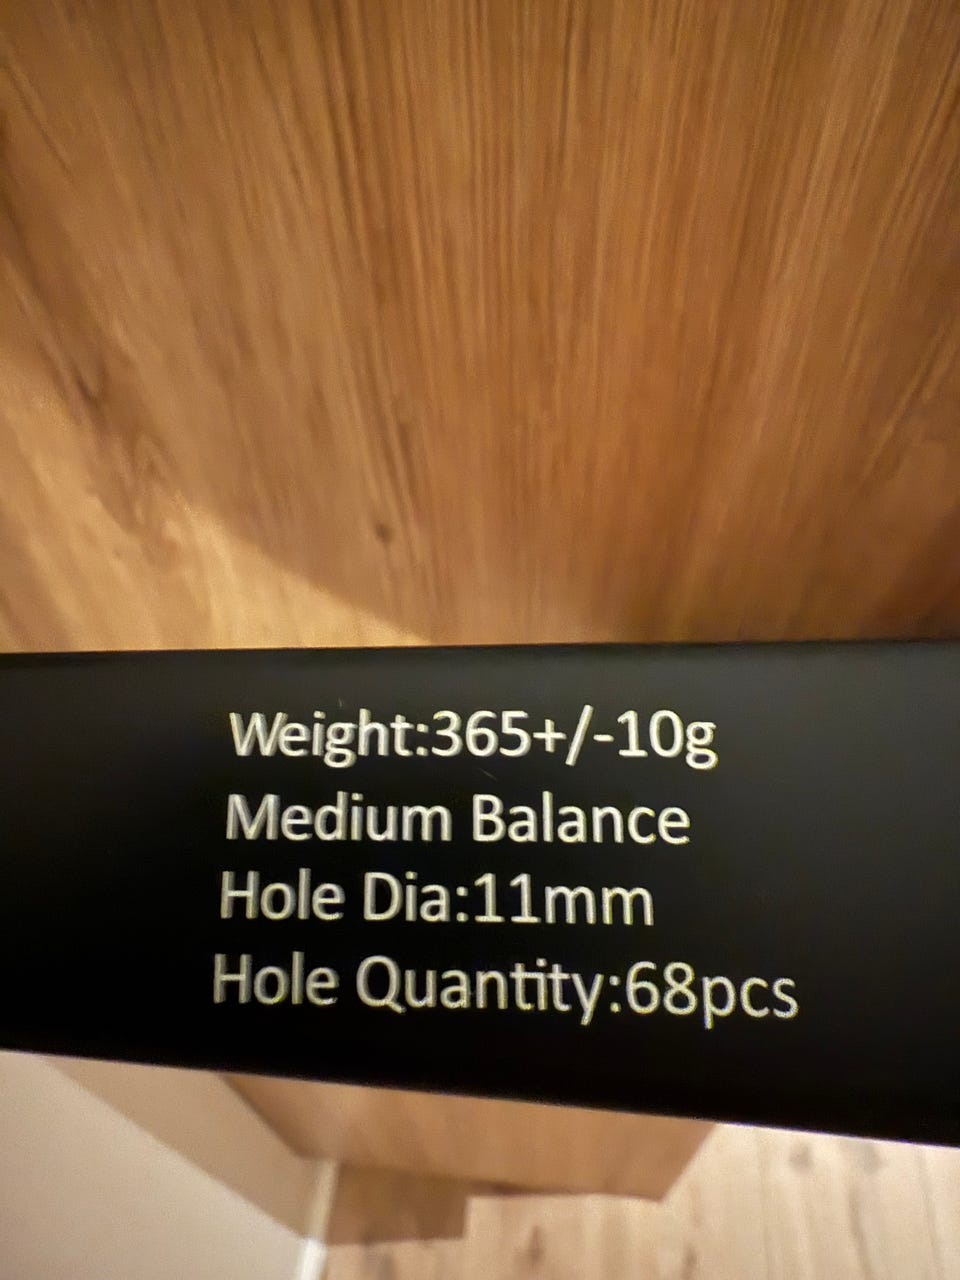 Weight:365+/-10g
Medium Balance
Hole Dia:11mm
Hole Quantity:68pcs